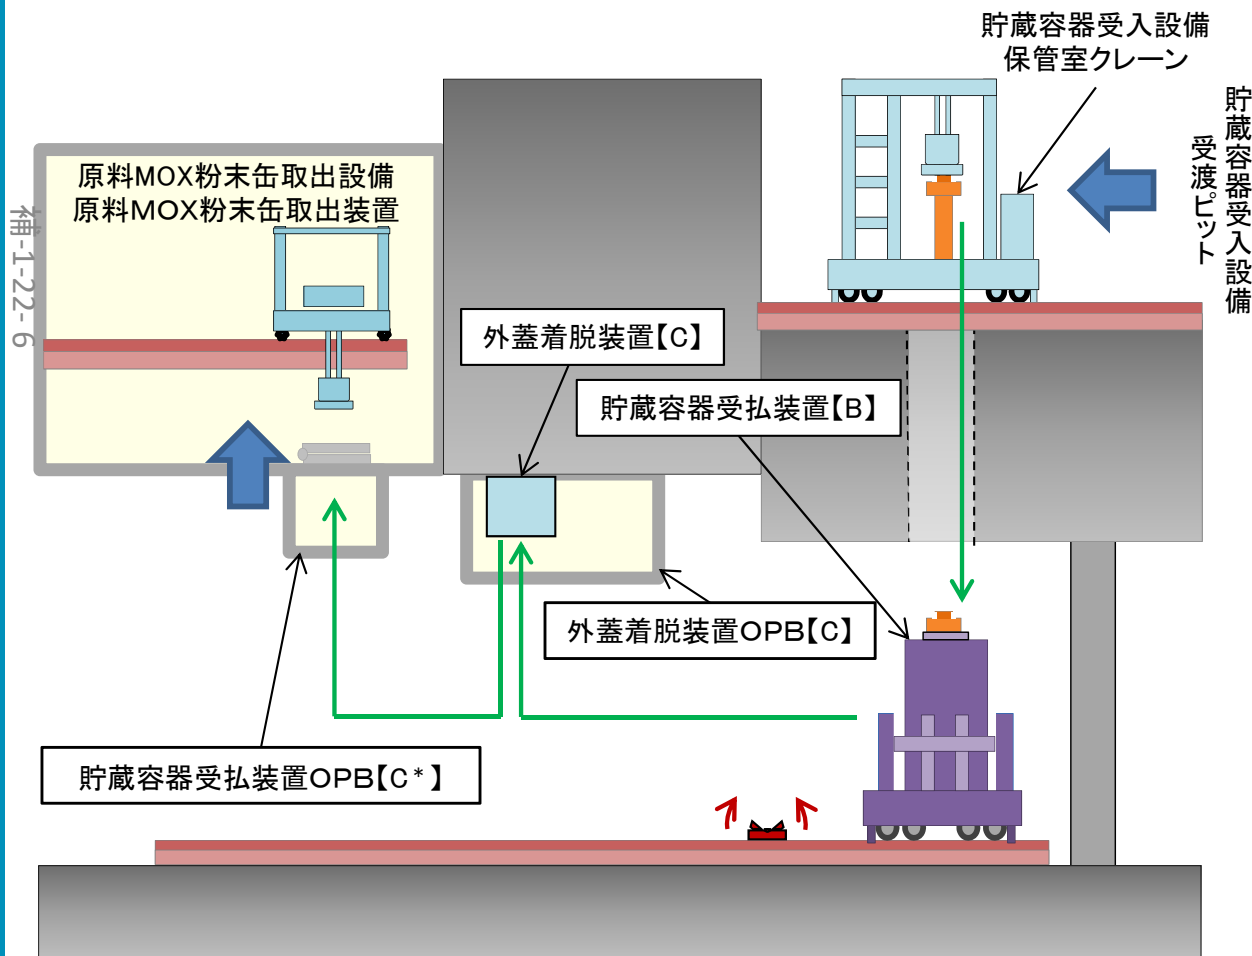 貯蔵容器受入設備
保管室クレーン
貯蔵容器受入設備
受渡ピット
原料MOX粉末缶取出設備
原料MOX粉末缶取出装置
補-1-22-6
外蓋着脱装置【C】
貯蔵容器受払装置【B】
外蓋着脱装置OPB【C】
貯蔵容器受払装置OPB【C*】